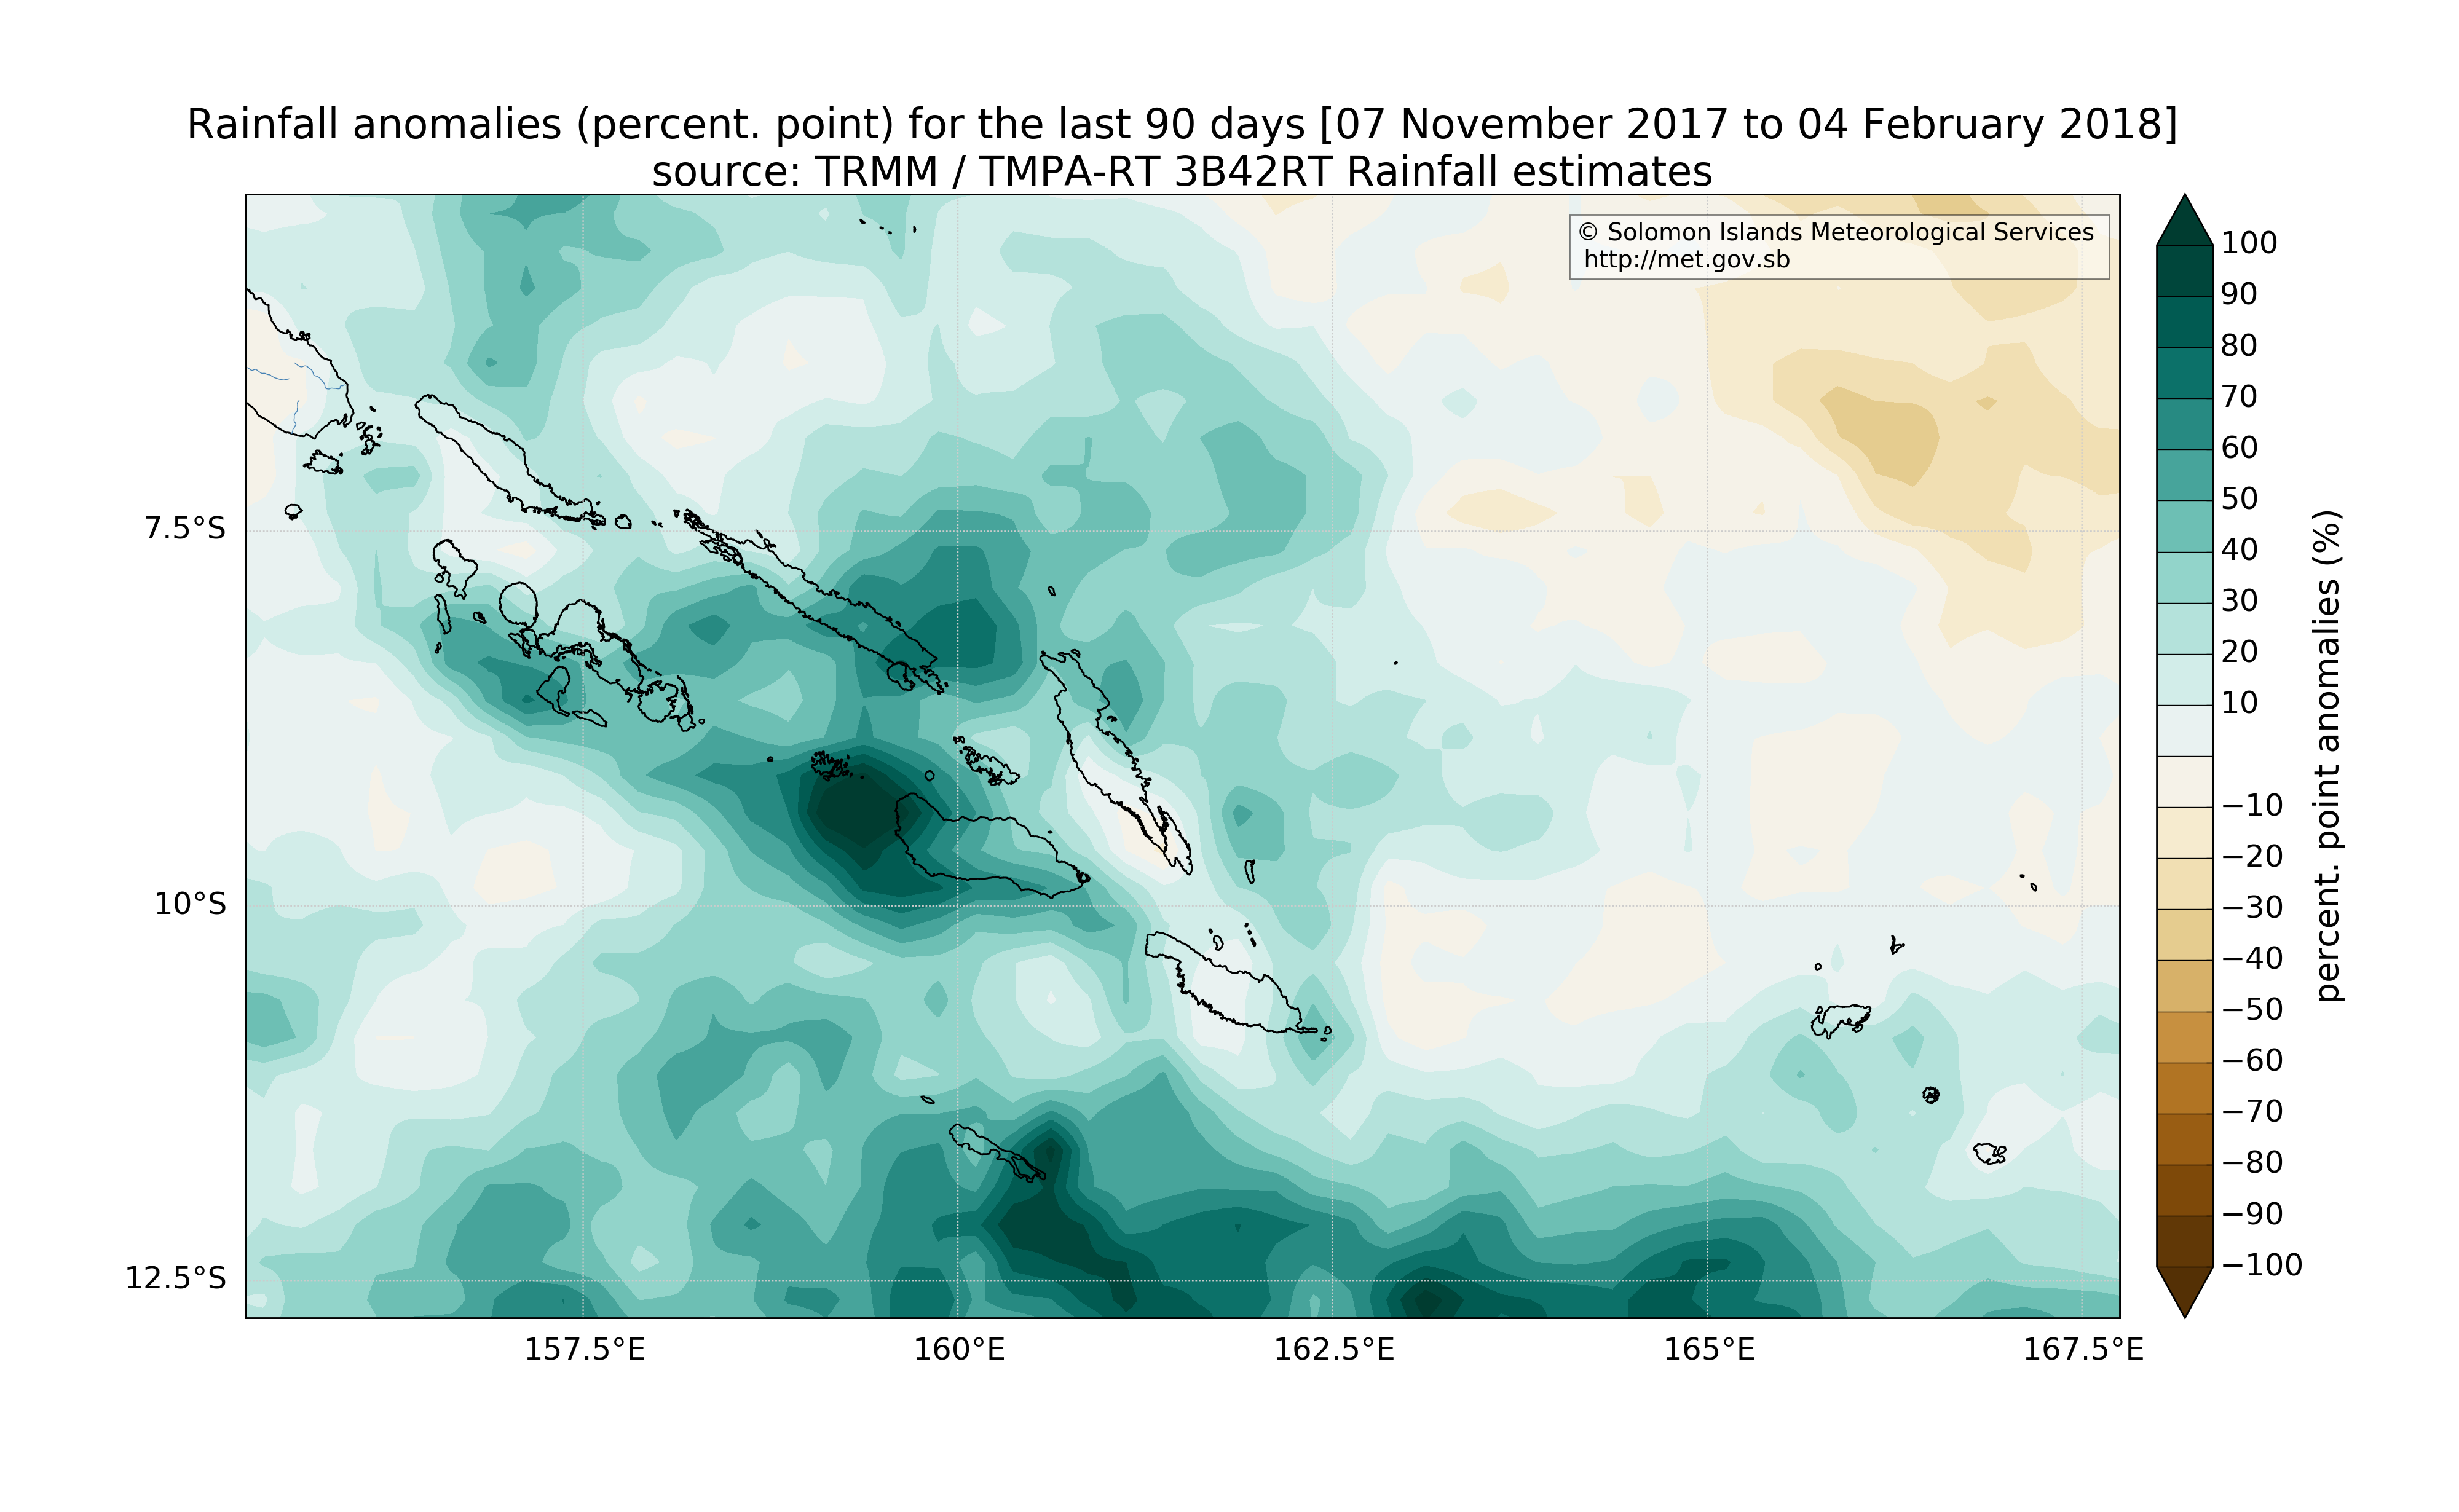 Rainfall anomalies (percent. point) for the last 90 days [07 November 2017 to 04 February 2018]
source: TRMM / TMPA-RT 3B42RT Rainfall estimates
© Solomon Islands Meteorological Services
http://met.gov.sb
7.5°S
10°S
12.5°S
157.5°E
160°E
162.5°E
165°E
167.5°E
100
90
80
70
60
50
40
30
20
10
−10
−20
−30
−40
−50
−60
−70
−80
−90
−100
percent. point anomalies (%)